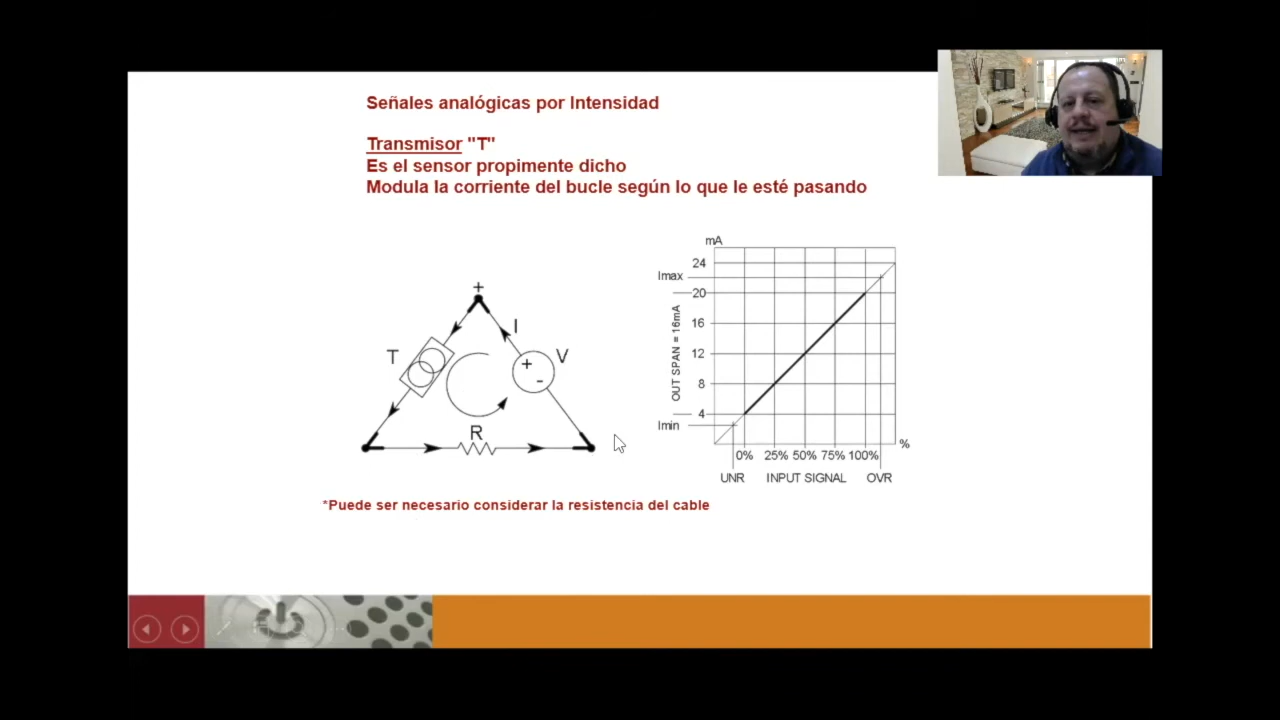 Señales analógicas por Intensidad
Transmisor "T"
Es el sensor propimente dicho
Modula la corriente del bucle según lo que le esté pasando
+
I
T
V
+
-
R
mA
24
Imax
20
16
12
8
4
Imin
OUT SPAN = 16mA
0% 25% 50% 75% 100% %
UNR INPUT SIGNAL OVR
*Puede ser necesario considerar la resistencia del cable